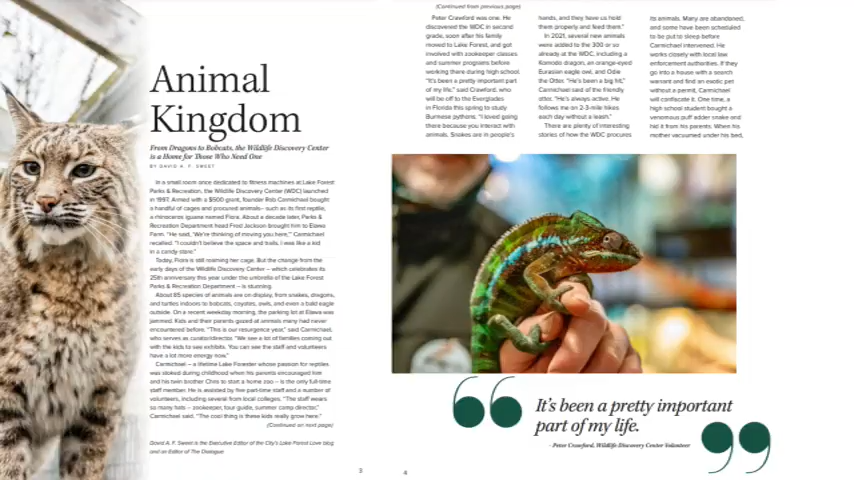 Animal
Kingdom
From Dragons to Bobcats, the Wildlife Discovery Center
is a Home for Those Who Need One
BY DAVID A. F. SWEET
In a small room once dedicated to fitness machines at Lake Forest
Parks & Recreation, the Wildlife Discovery Center (WDC) launched
in 1997. Armed with a $500 grant, founder Rob Carmichael bought
a handful of cages and procured animals– such as its first reptile,
a rhinoceros iguana named Fiora. About a decade later, Parks &
Recreation Department head Fred Jackson brought him to Elawa
Farm. "He said, 'We're thinking of moving you here,'" Carmichael
recalled. "I couldn't believe the space and trails. I was like a kid
in a candy store."
Today, Fiora is still roaming her cage. But the change from the
early days of the Wildlife Discovery Center – which celebrates its
25th anniversary this year under the umbrella of the Lake Forest
Parks & Recreation Department – is stunning.
About 65 species of animals are on display, from snakes, dragons,
and turtles indoors to bobcats, coyotes, owls, and even a bald eagle
outside. On a recent weekday morning, the parking lot at Elawa was
jammed. Kids and their parents gazed at animals many had never
encountered before. "This is our resurgence year," said Carmichael,
who serves as curator/director. "We see a lot of families coming out
with the kids to see exhibits. You can see the staff and volunteers
have a lot more energy now."
Carmichael – a lifetime Lake Forester whose passion for reptiles
was stoked during childhood when his parents encouraged him
and his twin brother Chris to start a home zoo – is the only full-time
staff member. He is assisted by five part-time staff and a number of
volunteers, including several from local colleges. "The staff wears
so many hats – zookeeper, tour guide, summer camp director,"
Carmichael said. "The cool thing is these kids really grow here."
(Continued on next page)
David A. F. Sweet is the Executive Editor of the City's Lake Forest Love blog
and an Editor of The Dialogue
3
(Continued from previous page)
Peter Crawford was one. He
discovered the WDC in second
grade, soon after his family
moved to Lake Forest, and got
involved with zookeeper classes
and summer programs before
working there during high school.
"It's been a pretty important part
of my life," said Crawford, who
will be off to the Everglades
in Florida this spring to study
Burmese pythons. "I loved going
there because you interact with
animals. Snakes are in people's
hands, and they have us hold
them properly and feed them."
In 2021, several new animals
were added to the 300 or so
already at the WDC, including a
Komodo dragon, an orange-eyed
Eurasian eagle owl, and Odie
the Otter. "He's been a big hit,"
Carmichael said of the friendly
otter. "He's always active. He
follows me on 2-3-mile hikes
each day without a leash."
There are plenty of interesting
stories of how the WDC procures
its animals. Many are abandoned,
and some have been scheduled
to be put to sleep before
Carmichael intervened. He
works closely with local law
enforcement authorities. If they
go into a house with a search
warrant and find an exotic pet
without a permit, Carmichael
will confiscate it. One time, a
high school student bought a
venomous puff adder snake and
hid it from his parents. When his
mother vacuumed under his bed,
“
It's been a pretty important
part of my life.
- Peter Crawford, Wildlife Discovery Center Volunteer
”
4